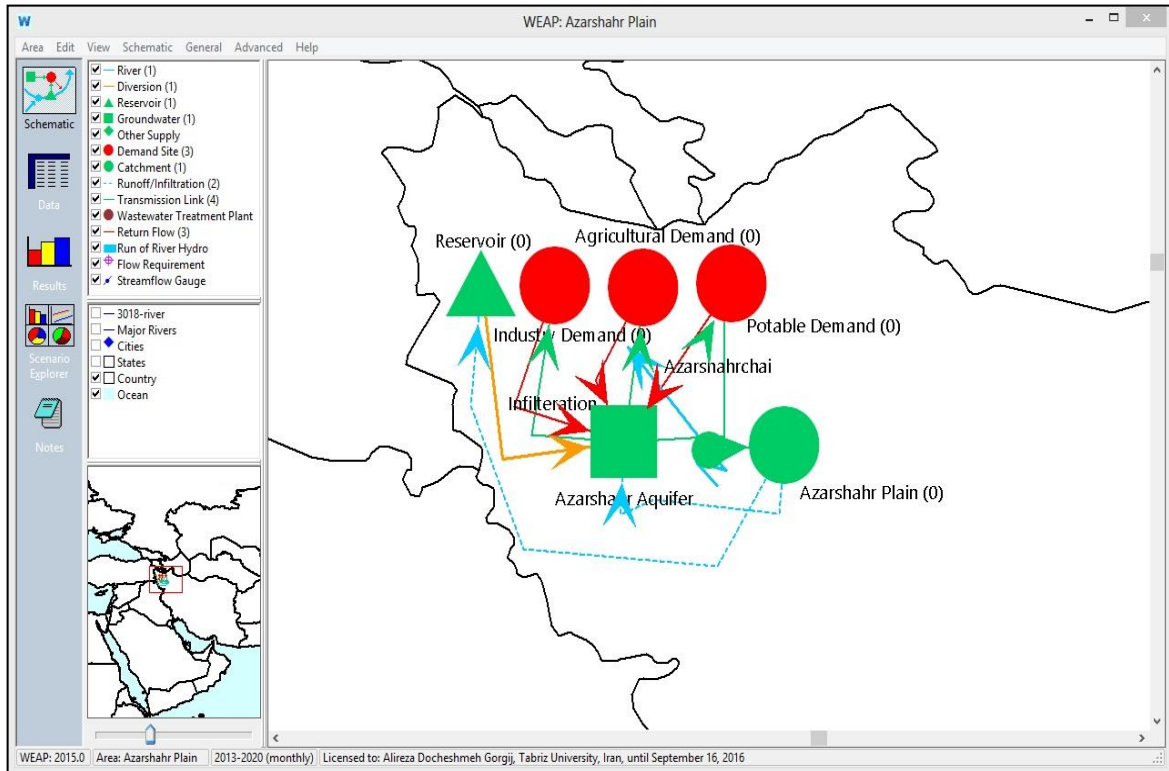 WEAP: Azarshahr Plain
Area Edit View Schematic General Advanced Help
Schematic
Data
Results
Scenario
Explorer
Notes
River (1)
Diversion (1)
Reservoir (1)
Groundwater (1)
Other Supply
Demand Site (3)
Catchment (1)
Runoff/Infiltration (2)
Transmission Link (4)
Wastewater Treatment Plant
Return Flow (3)
Run of River Hydro
Flow Requirement
Streamflow Gauge
3018-river
Major Rivers
Cities
States
Country
Ocean
Reservoir (0)
Agricultural Demand (0)
Industry Demand (0)
Potable Demand (0)
Azarshahrchai
Infilteration
Azarshahr Aquifer
Azarshahr Plain (0)
WEAP: 2015.0 Area: Azarshahr Plain 2013-2020 (monthly) Licensed to: Alireza Docheshmeh Gorgij, Tabriz University, Iran, until September 16, 2016